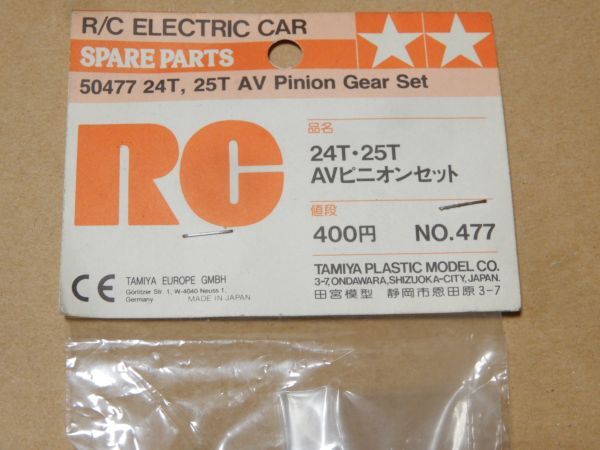 R/C ELECTRIC CAR
SPARE PARTS
50477 24T, 25T AV Pinion Gear Set
RC
品名
24T・25T
AVピニオンセット
値段
400円 NO.477
CE TAMIYA EUROPE GMBH
Görlitzer Str. 1, W-4040 Neuss 1,
Germany MADE IN JAPAN
TAMIYA PLASTIC MODEL CO.
3-7, ONDAWARA, SHIZUOKA-CITY, JAPAN.
田宮模型 静岡市恩田原3-7